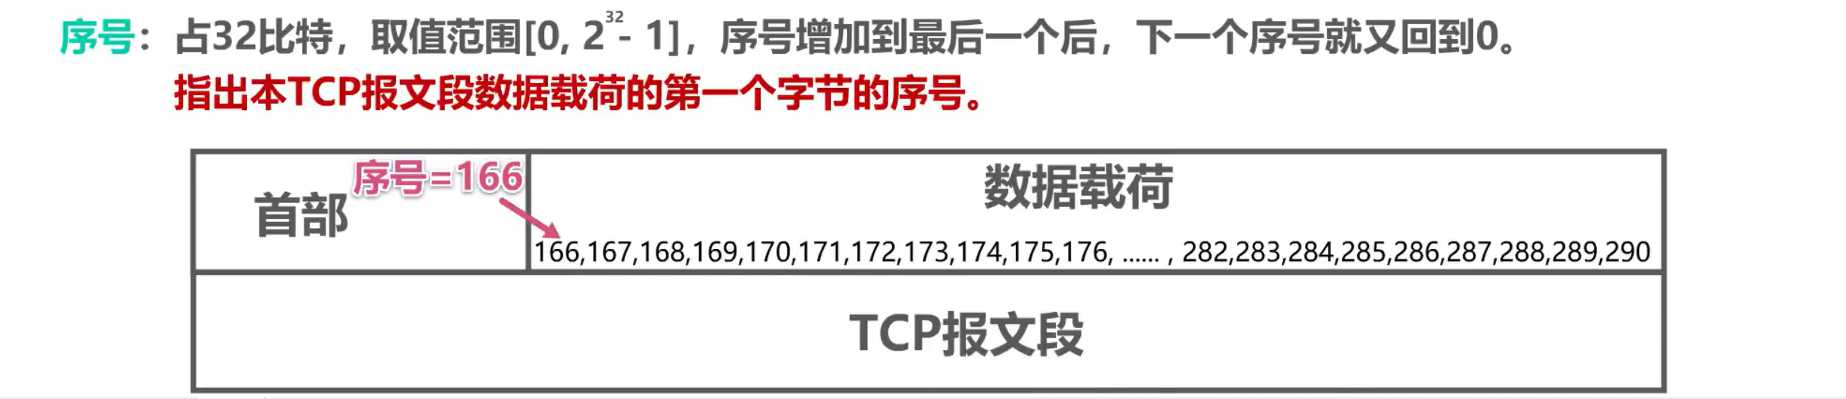 序号：占32比特，取值范围[0, 2³²- 1]，序号增加到最后一个后，下一个序号就又回到0。
指出本TCP报文段数据载荷的第一个字节的序号。
序号=166
首部
数据载荷
166,167,168,169,170,171,172,173,174,175,176, ...... , 282,283,284,285,286,287,288,289,290
TCP报文段